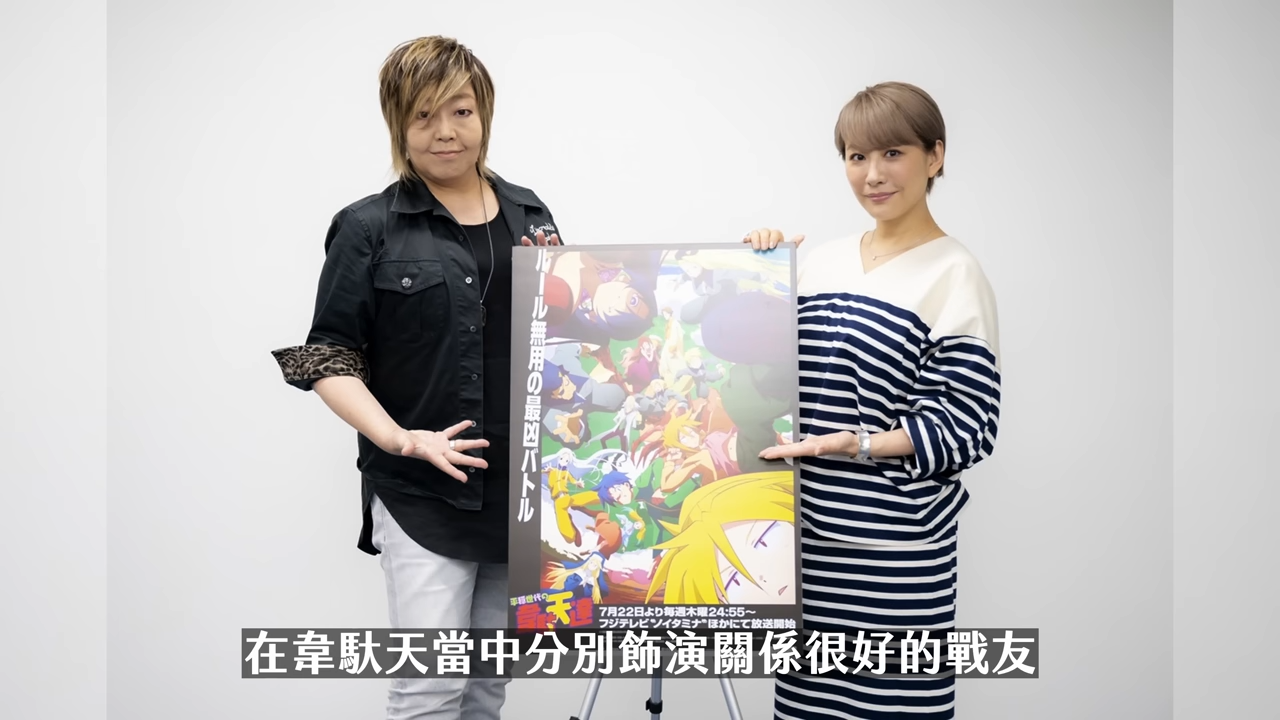 ルール無用の最凶バトル
平穏世代の
韋駄天達
7月22日より毎週木曜24:55~
フジテレビ"ノイタミナ"ほかにて放送開始
在韋馱天當中分別飾演關係很好的戰友